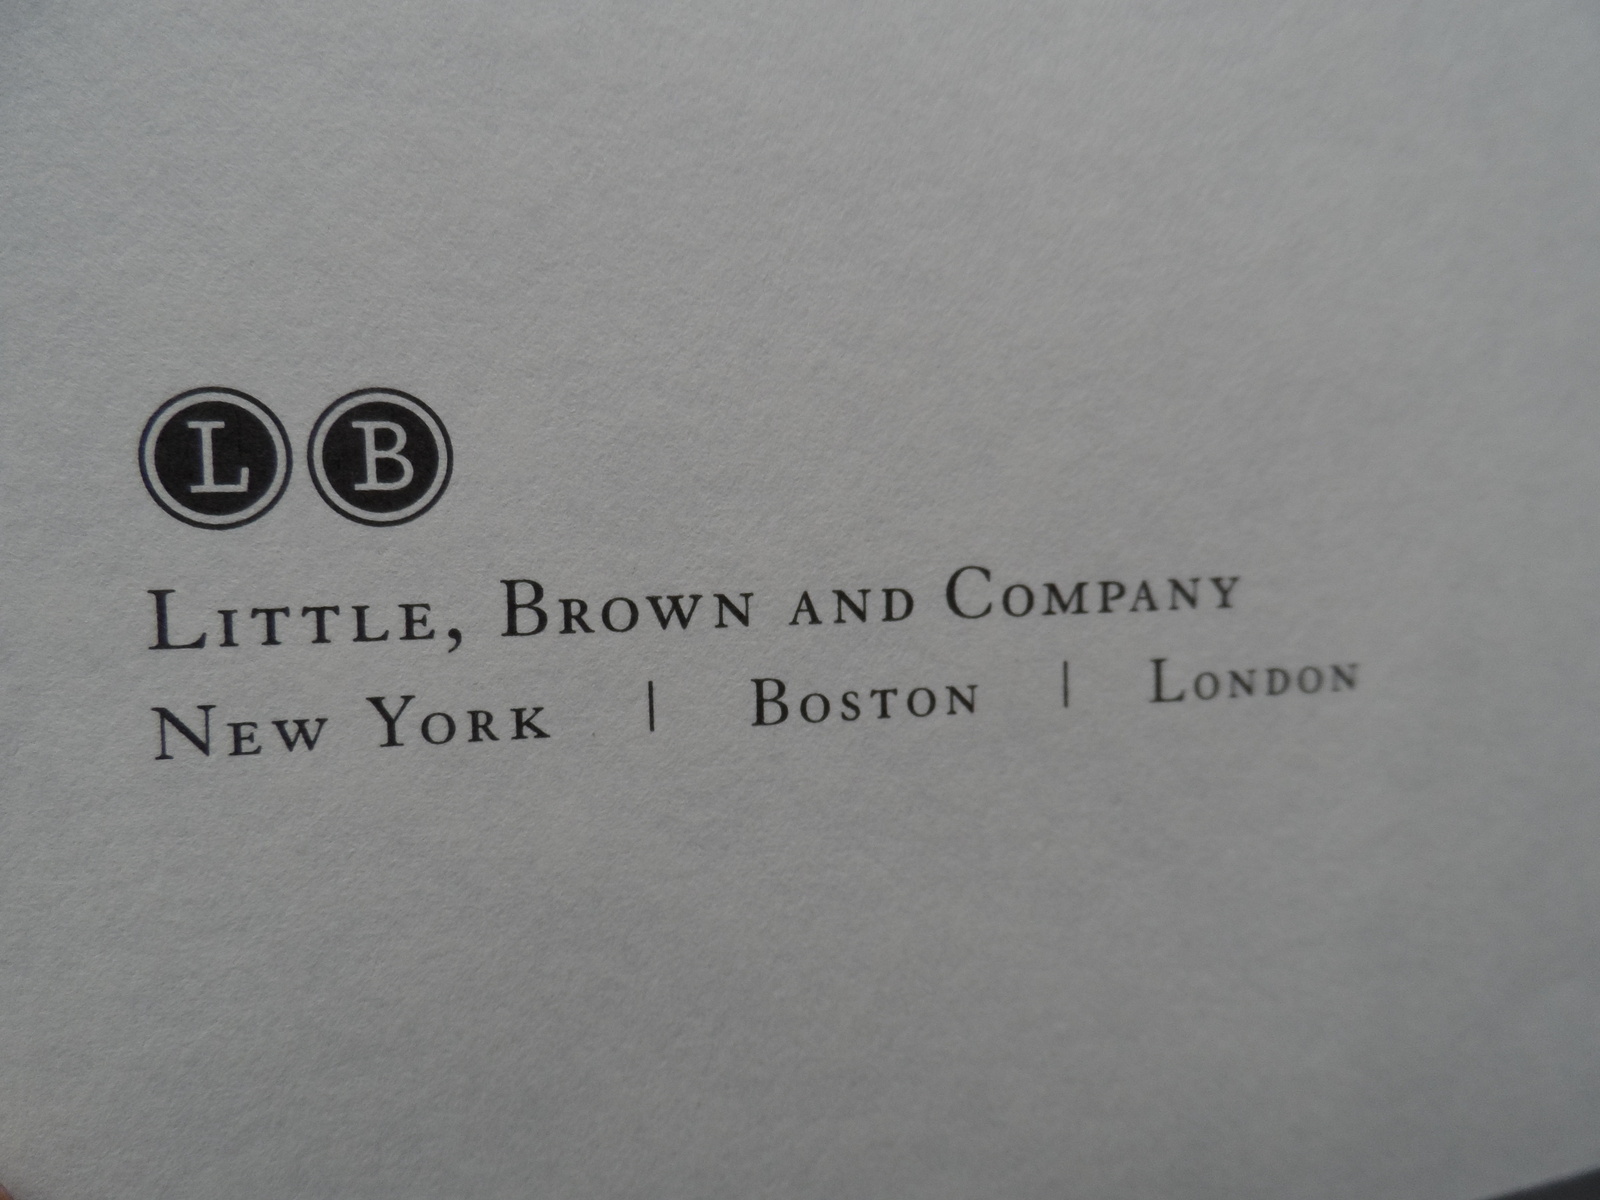 L B
Little, Brown and Company
New York | Boston | London